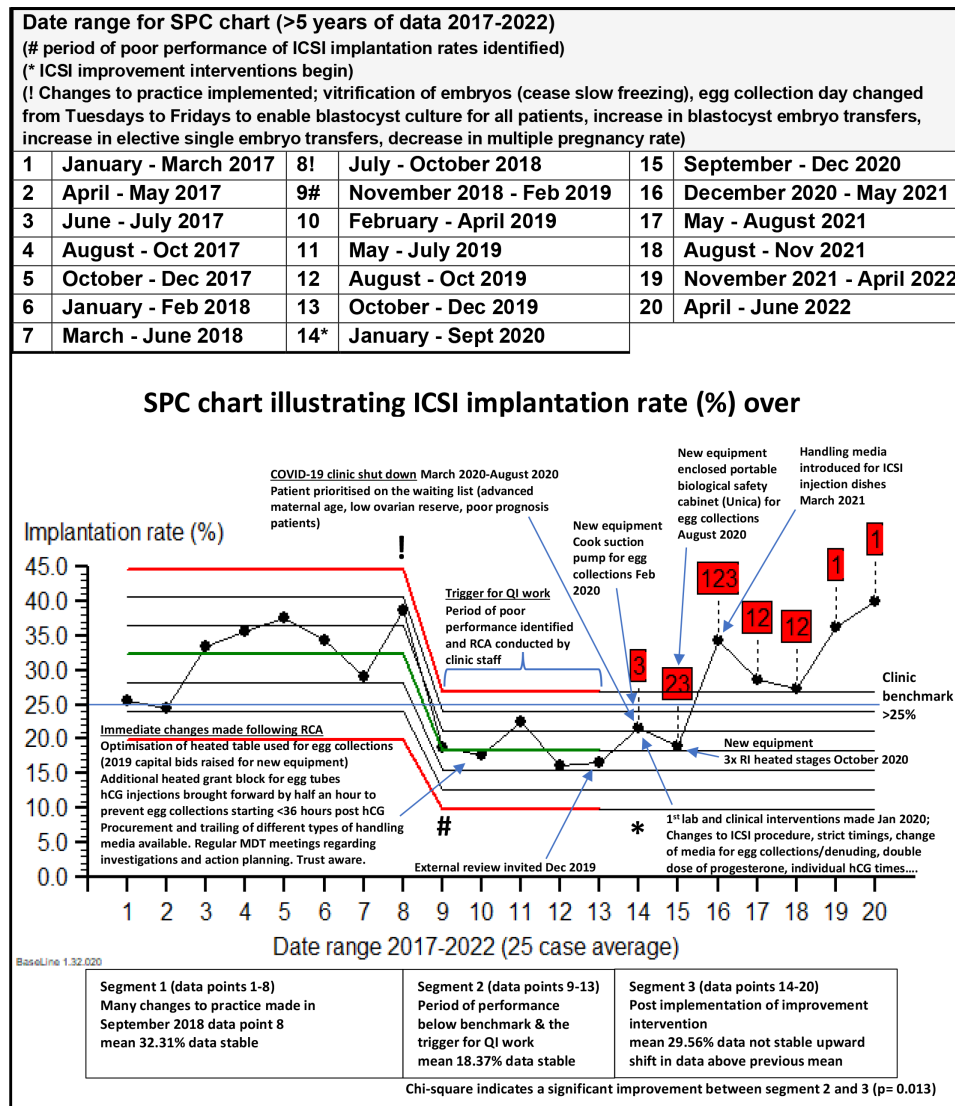 Date range for SPC chart (>5 years of data 2017-2022)
(# period of poor performance of ICSI implantation rates identified)
(* ICSI improvement interventions begin)
(! Changes to practice implemented; vitrification of embryos (cease slow freezing), egg collection day changed
from Tuesdays to Fridays to enable blastocyst culture for all patients, increase in blastocyst embryo transfers,
increase in elective single embryo transfers, decrease in multiple pregnancy rate)
1 January - March 2017 8! July - October 2018 15 September - Dec 2020
2 April - May 2017 9# November 2018 - Feb 2019 16 December 2020 - May 2021
3 June - July 2017 10 February - April 2019 17 May - August 2021
4 August - Oct 2017 11 May - July 2019 18 August - Nov 2021
5 October - Dec 2017 12 August - Oct 2019 19 November 2021 - April 2022
6 January - Feb 2018 13 October - Dec 2019 20 April - June 2022
7 March - June 2018 14* January - Sept 2020
SPC chart illustrating ICSI implantation rate (%) over
COVID-19 clinic shut down March 2020-August 2020
Patient prioritised on the waiting list (advanced
maternal age, low ovarian reserve, poor prognosis
patients)
New equipment
Cook suction
pump for egg
collections Feb
2020
New equipment
enclosed portable
biological safety
cabinet (Unica) for
egg collections
August 2020
Handling media
introduced for ICSI
injection dishes
March 2021
Implantation rate (%)
45.0
40.0
35.0
30.0
25.0
20.0
15.0
10.0
5.0
0.0
!
Trigger for QI work
Period of poor
performance identified
and RCA conducted by
clinic staff
3
23
123
12
12
1
1
Clinic
benchmark
>25%
Immediate changes made following RCA
Optimisation of heated table used for egg collections
(2019 capital bids raised for new equipment)
Additional heated grant block for egg tubes
hCG injections brought forward by half an hour to
prevent egg collections starting <36 hours post hCG
Procurement and trailing of different types of handling
media available. Regular MDT meetings regarding
investigations and action planning. Trust aware.
#
External review invited Dec 2019
*
New equipment
3x RI heated stages October 2020
1st lab and clinical interventions made Jan 2020;
Changes to ICSI procedure, strict timings, change
of media for egg collections/denuding, double
dose of progesterone, individual hCG times....
1 2 3 4 5 6 7 8 9 10 11 12 13 14 15 16 17 18 19 20
Date range 2017-2022 (25 case average)
BaseLine 1.32.020
Segment 1 (data points 1-8)
Many changes to practice made in
September 2018 data point 8
mean 32.31% data stable
Segment 2 (data points 9-13)
Period of performance
below benchmark & the
trigger for QI work
mean 18.37% data stable
Segment 3 (data points 14-20)
Post implementation of improvement
intervention
mean 29.56% data not stable upward
shift in data above previous mean
Chi-square indicates a significant improvement between segment 2 and 3 (p= 0.013)